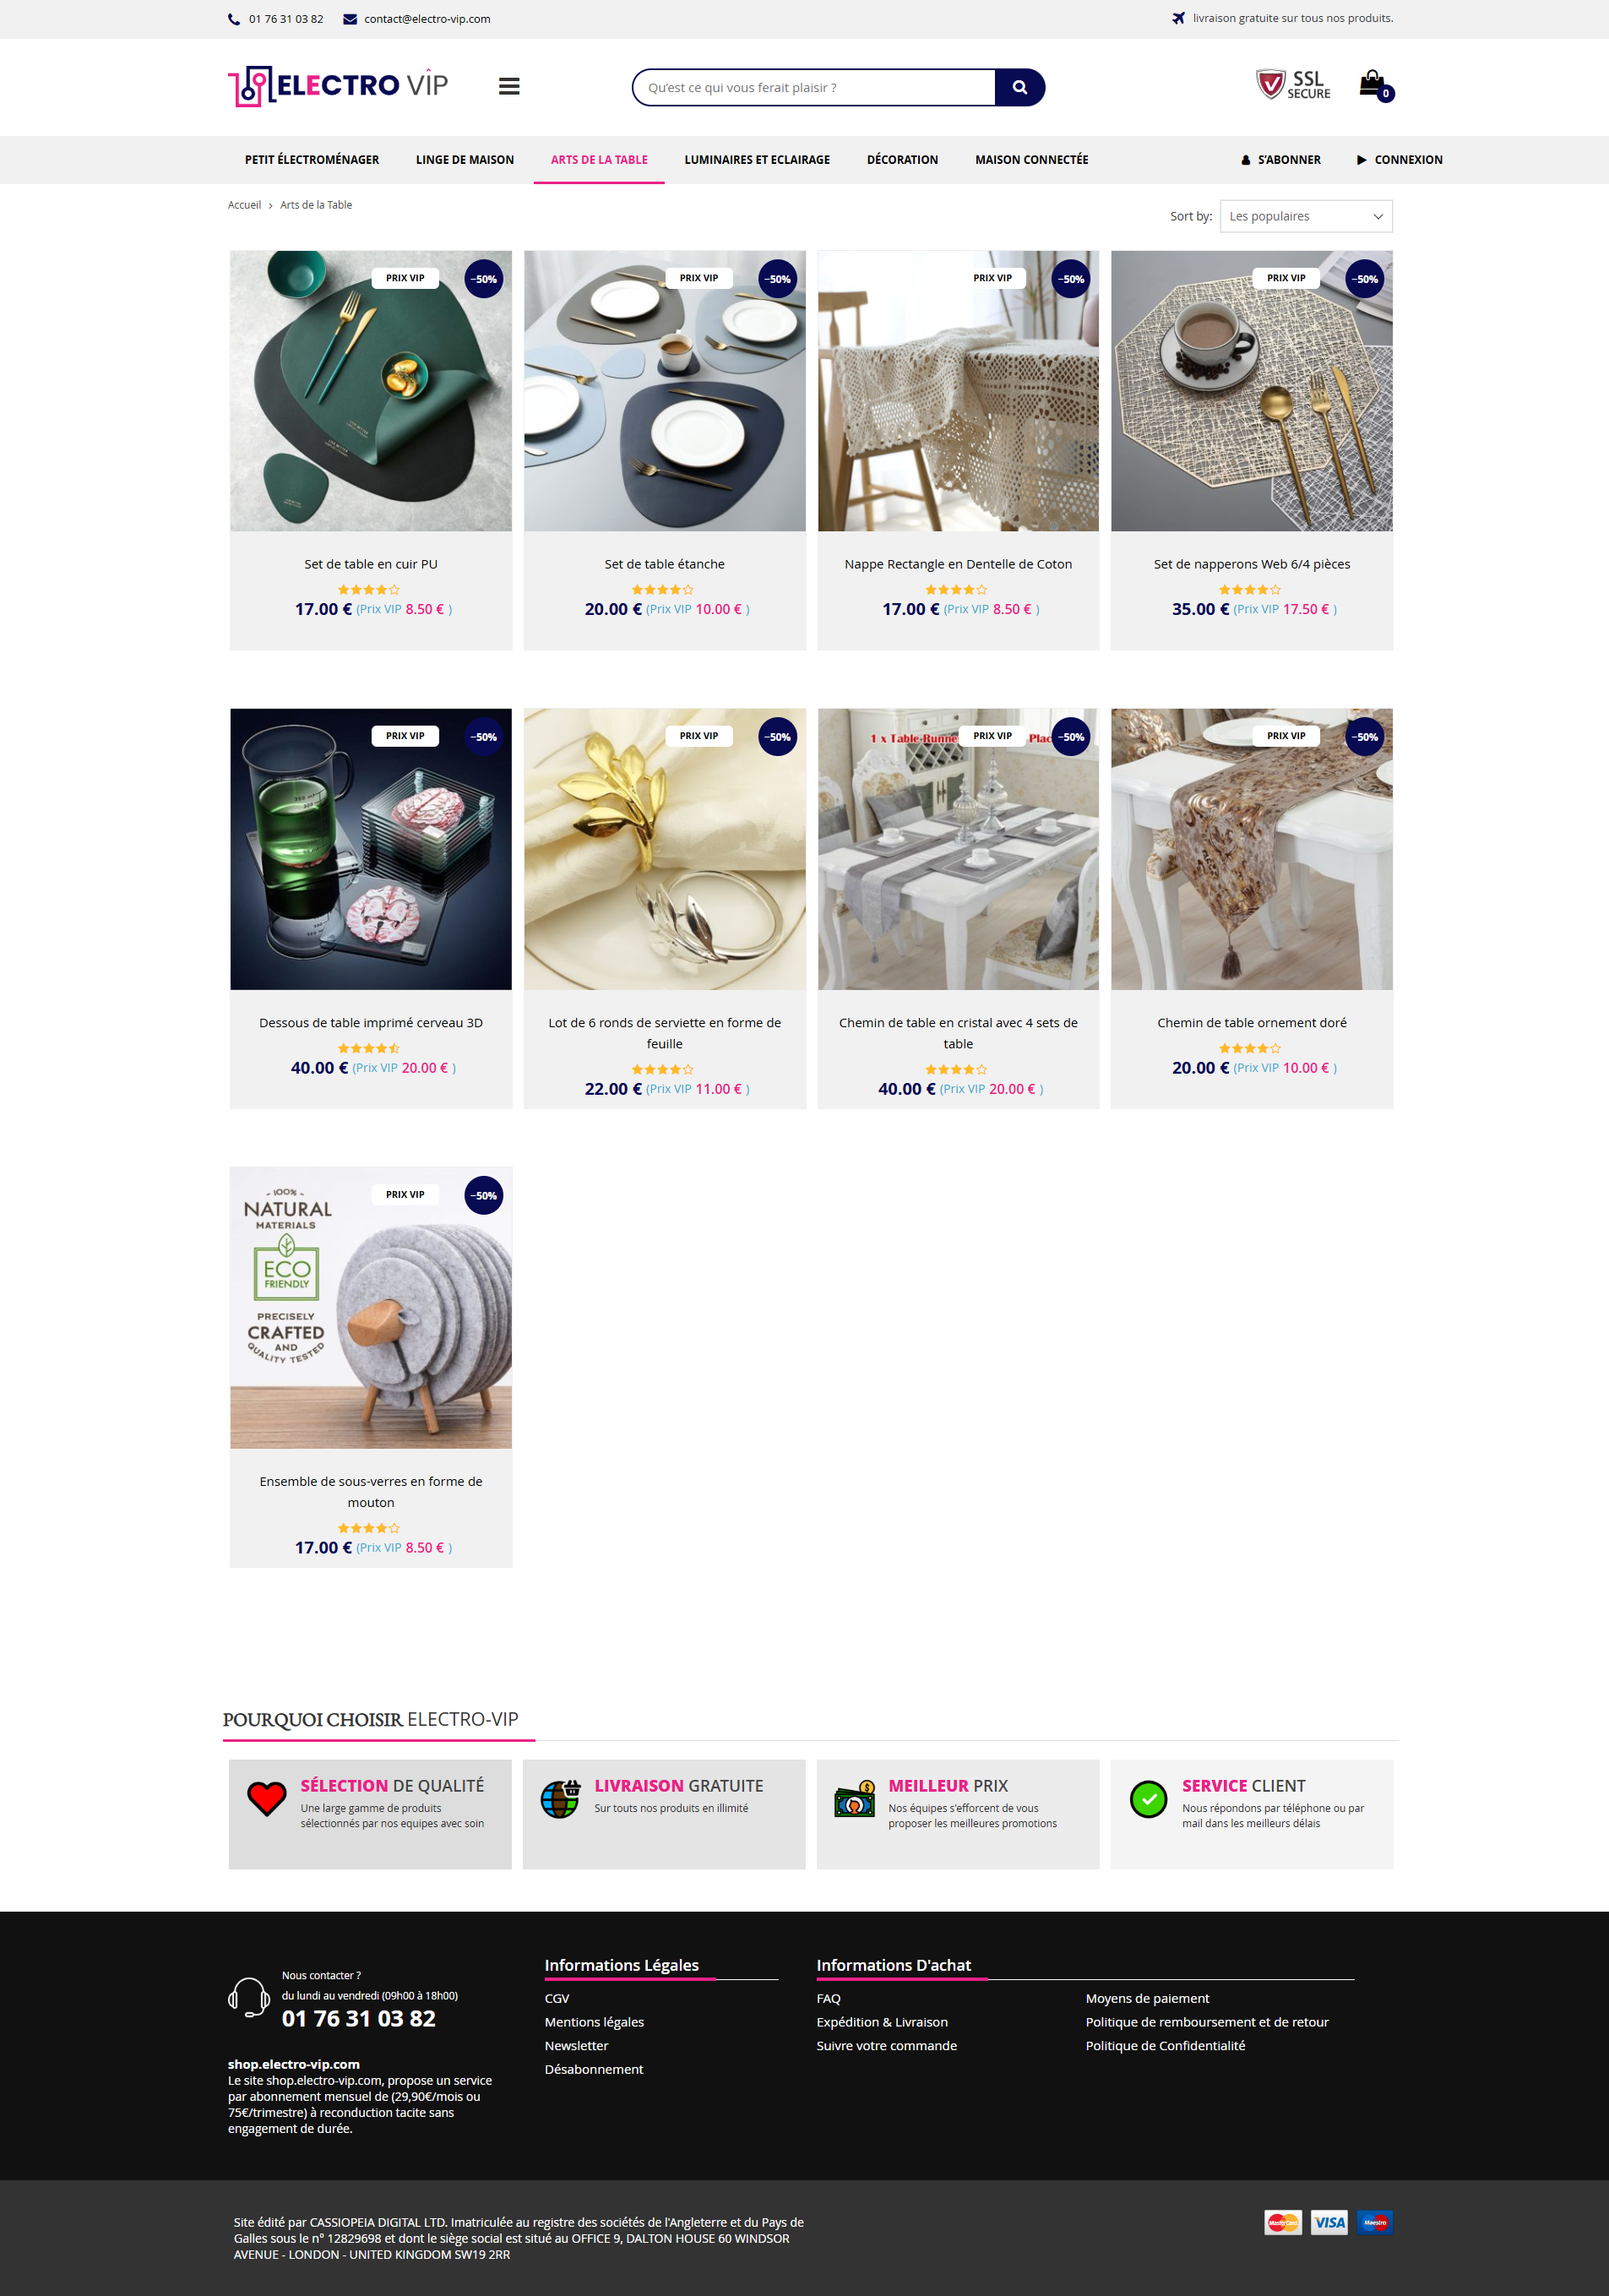 01 76 31 03 82 contact@electro-vip.com livraison gratuite sur tous nos produits.
ELECTRO VIP Qu'est ce qui vous ferait plaisir ? SSL SECURE 0
PETIT ÉLECTROMÉNAGER LINGE DE MAISON ARTS DE LA TABLE LUMINAIRES ET ECLAIRAGE DÉCORATION MAISON CONNECTÉE S'ABONNER CONNEXION
Accueil > Arts de la Table Sort by: Les populaires
PRIX VIP −50% PRIX VIP −50% PRIX VIP −50% PRIX VIP −50%
Set de table en cuir PU
17.00 € (Prix VIP 8.50 € )
Set de table étanche
20.00 € (Prix VIP 10.00 € )
Nappe Rectangle en Dentelle de Coton
17.00 € (Prix VIP 8.50 € )
Set de napperons Web 6/4 pièces
35.00 € (Prix VIP 17.50 € )
PRIX VIP −50% PRIX VIP −50% 1 x Table-Runne PRIX VIP Plac −50% PRIX VIP −50%
Dessous de table imprimé cerveau 3D
40.00 € (Prix VIP 20.00 € )
Lot de 6 ronds de serviette en forme de
feuille
22.00 € (Prix VIP 11.00 € )
Chemin de table en cristal avec 4 sets de
table
40.00 € (Prix VIP 20.00 € )
Chemin de table ornement doré
20.00 € (Prix VIP 10.00 € )
PRIX VIP −50%
100%
NATURAL
MATERIALS
ECO
FRIENDLY
PRECISELY
CRAFTED
AND
QUALITY TESTED
Ensemble de sous-verres en forme de
mouton
17.00 € (Prix VIP 8.50 € )
POURQUOI CHOISIR ELECTRO-VIP
SÉLECTION DE QUALITÉ
Une large gamme de produits
sélectionnés par nos equipes avec soin
LIVRAISON GRATUITE
Sur touts nos produits en illimité
MEILLEUR PRIX
Nos équipes s'efforcent de vous
proposer les meilleures promotions
SERVICE CLIENT
Nous répondons par téléphone ou par
mail dans les meilleurs délais
Nous contacter ?
du lundi au vendredi (09h00 à 18h00)
01 76 31 03 82
shop.electro-vip.com
Le site shop.electro-vip.com, propose un service
par abonnement mensuel de (29,90€/mois ou
75€/trimestre) à reconduction tacite sans
engagement de durée.
Informations Légales
CGV
Mentions légales
Newsletter
Désabonnement
Informations D'achat
FAQ
Expédition & Livraison
Suivre votre commande
Moyens de paiement
Politique de remboursement et de retour
Politique de Confidentialité
Site édité par CASSIOPEIA DIGITAL LTD. Imatriculée au registre des sociétés de l'Angleterre et du Pays de
Galles sous le n° 12829698 et dont le siège social est situé au OFFICE 9, DALTON HOUSE 60 WINDSOR
AVENUE - LONDON - UNITED KINGDOM SW19 2RR
MasterCard VISA Maestro